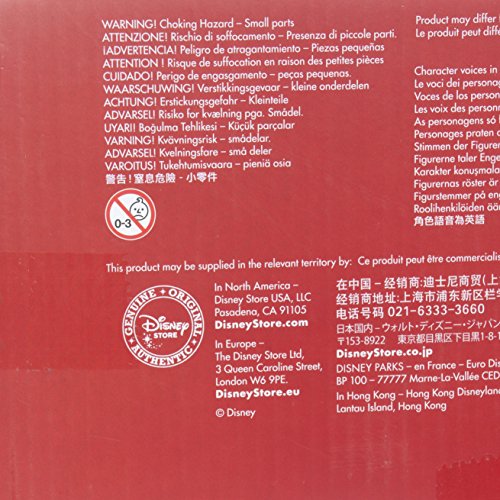 WARNING! Choking Hazard – Small parts
ATTENZIONE! Rischio di soffocamento – Presenza di piccole parti.
¡ADVERTENCIA! Peligro de atragantamiento – Piezas pequeñas
ATTENTION ! Risque de suffocation en raison des petites pièces
CUIDADO! Perigo de engasgamento – peças pequenas.
WAARSCHUWING! Verstikkingsgevaar – kleine onderdelen
ACHTUNG! Erstickungsgefahr – Kleinteile
ADVARSEL! Risiko for kvælning pga. Smådel.
UYARI! Boğulma Tehlikesi – Küçük parçalar
VARNING! Kvävningsrisk – smådelar.
ADVARSEL! Kvelningsfare – små deler
VAROITUS! Tukehtumisvaara – pieniä osia
警告！窒息危險 - 小零件
0-3
Product may differ
Le produit peut diffé
Character voices in
Le voci dei personag
Voces de los person
Les voix des person
As personagens só f
Personages praten
Stimmen der Figure
Figurerne taler Enge
Karakter konuşmala
Figurernas röster är
Figurstemmer på eng
Roolihenkilöiden ään
角色語音為英語
This product may be supplied in the relevant territory by: Ce produit peut être commercialis
GENUINE • ORIGINAL
Disney
STORE
AUTHENTIC
In North America –
Disney Store USA, LLC
Pasadena, CA 91105
DisneyStore.com
In Europe –
The Disney Store Ltd,
3 Queen Caroline Street,
London W6 9PE.
DisneyStore.eu
© Disney
在中国 - 经销商:迪士尼商贸(上
经销商地址:上海市浦东新区栏
电话号码 021-6333-3660
日本国内－ウォルト・ディズニー・ジャパン
〒153-8922 東京都目黒区下目黒1-8
DisneyStore.co.jp
DISNEY PARKS – en France – Euro Dis
BP 100 – 77777 Marne-La-Vallée CED
In Hong Kong – Hong Kong Disneyland
Lantau Island, Hong Kong